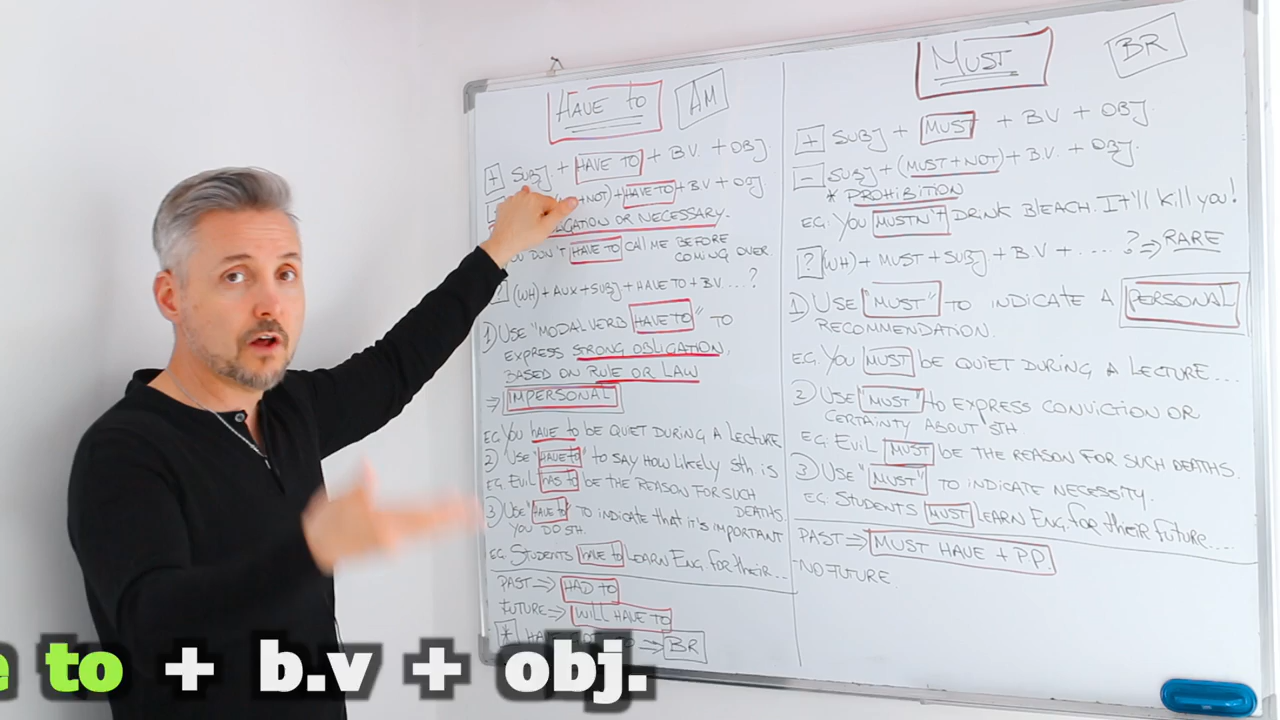 HAVE TO
AM
+ SUBJ + HAVE TO + B.V. + OBJ.
+NOT) + HAVE TO + B.V + OBJ
OR NECESSARY.
DON'T HAVE TO CALL ME BEFORE
COMING OVER
? (WH) + AUX + SUBJ + HAVE TO + B.V.... ?
1) USE "MODAL VERB HAVE TO" TO
EXPRESS STRONG OBLIGATION,
BASED ON RULE OR LAW
⇒ IMPERSONAL
EG. YOU HAVE TO BE QUIET DURING A LECTURE
2) USE "HAVE TO" TO SAY HOW LIKELY STH IS
EG. EVIL HAS TO BE THE REASON FOR SUCH
DEATHS.
3) USE "HAVE TO" TO INDICATE THAT IT'S IMPORTANT
YOU DO STH.
EG. STUDENTS HAVE TO LEARN ENG. FOR THEIR...
PAST ⇒ HAD TO
FUTURE ⇒ WILL HAVE TO
* ⇒ BR
MUST
BR
+ SUBJ + MUST + B.V + OBJ.
- SUBJ + (MUST + NOT) + B.V. + OBJ.
* PROHIBITION
EG: YOU MUSTN'T DRINK BLEACH. IT'll kill you!
? (WH) + MUST + SUBJ + B.V + .... ? ⇒ RARE
1) USE "MUST" TO INDICATE A PERSONAL
RECOMMENDATION.
E.G. YOU MUST BE QUIET DURING A LECTURE...
2) USE "MUST" TO EXPRESS CONVICTION OR
CERTAINTY ABOUT STH.
EG. EVIL MUST BE THE REASON FOR SUCH DEATHS.
3) USE "MUST" TO INDICATE NECESSITY.
EG. STUDENTS MUST LEARN ENG. for their future....
PAST ⇒ MUST HAVE + P.P.
NO FUTURE.
e to + b.v + obj.